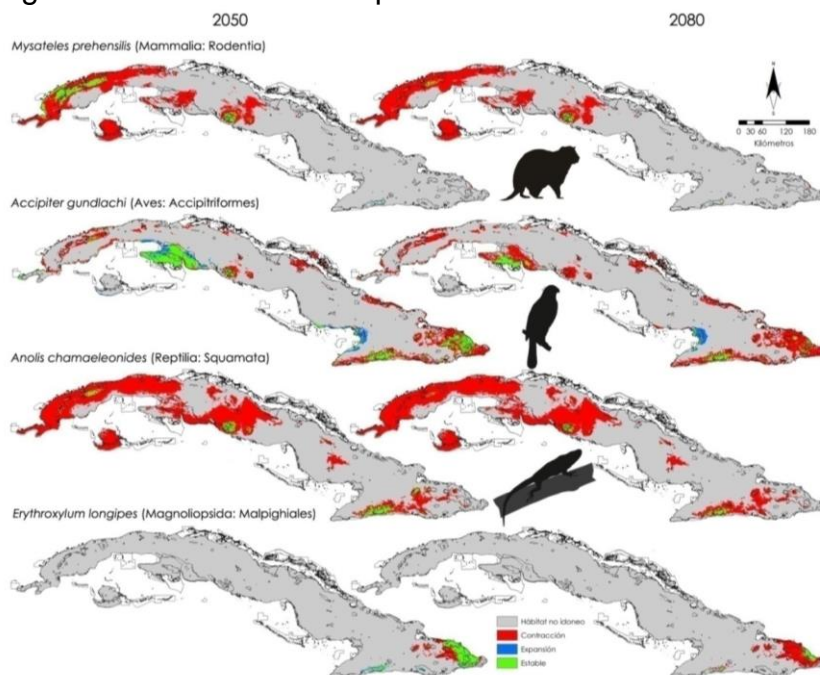 2050
2080
Mysateles prehensilis (Mammalia: Rodentia)
N
S
0 30 60 120 180
Kilómetros
Accipiter gundlachi (Aves: Accipitriformes)
Anolis chamaeleonides (Reptilia: Squamata)
Erythroxylum longipes (Magnoliopsida: Malpighiales)
Hábitat no idoneo
Contracción
Expansión
Estable